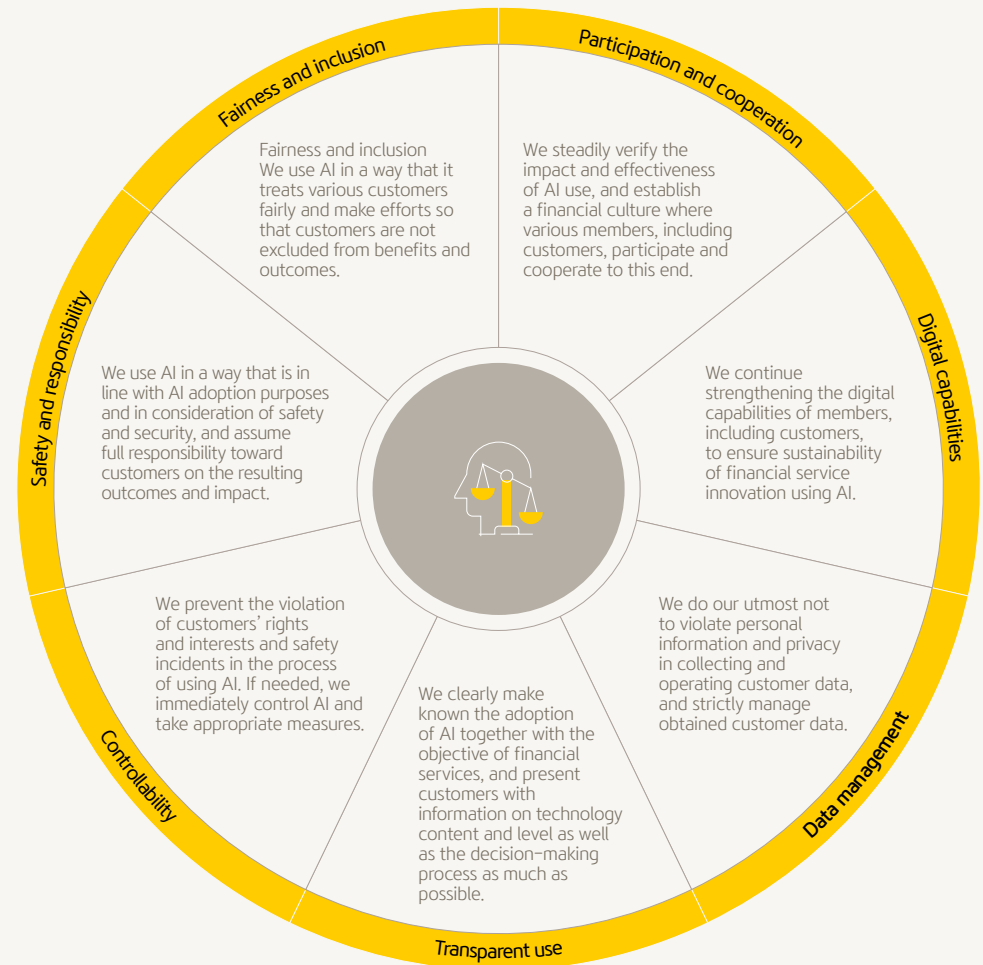 Fairness and inclusion
Fairness and inclusion
We use AI in a way that it
treats various customers
fairly and make efforts so
that customers are not
excluded from benefits and
outcomes.
Participation and cooperation
We steadily verify the
impact and effectiveness
of AI use, and establish
a financial culture where
various members, including
customers, participate and
cooperate to this end.
Digital capabilities
We continue
strengthening the digital
capabilities of members,
including customers,
to ensure sustainability
of financial service
innovation using AI.
Data management
We do our utmost not
to violate personal
information and privacy
in collecting and
operating customer data,
and strictly manage
obtained customer data.
Transparent use
We clearly make
known the adoption
of AI together with the
objective of financial
services, and present
customers with
information on technology
content and level as well
as the decision-making
process as much as
possible.
Controllability
We prevent the violation
of customers’ rights
and interests and safety
incidents in the process
of using AI. If needed, we
immediately control AI and
take appropriate measures.
Safety and responsibility
We use AI in a way that is in
line with AI adoption purposes
and in consideration of safety
and security, and assume
full responsibility toward
customers on the resulting
outcomes and impact.